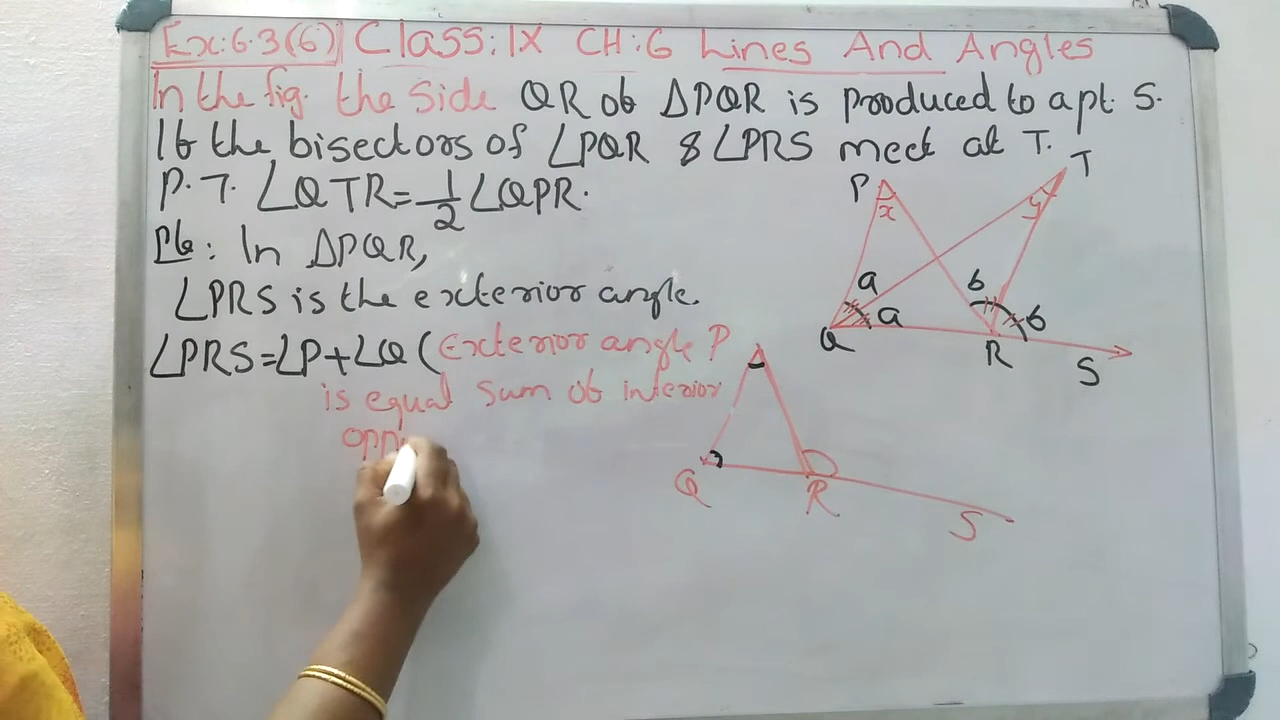 Ex:6.3(6) Class:IX CH:6 Lines And Angles
In the fig. the side QR of ΔPQR is produced to a pt. S.
If the bisectors of ∠PQR & ∠PRS meet at T.
P.T. ∠QTR=1/2∠QPR.
Pf: In ΔPQR,
∠PRS is the exterior angle.
∠PRS=∠P+∠Q (Exterior angle
is equal sum of interior
opp
P
T
x
y
a
a
b
b
Q
R
S
P
Q
R
S